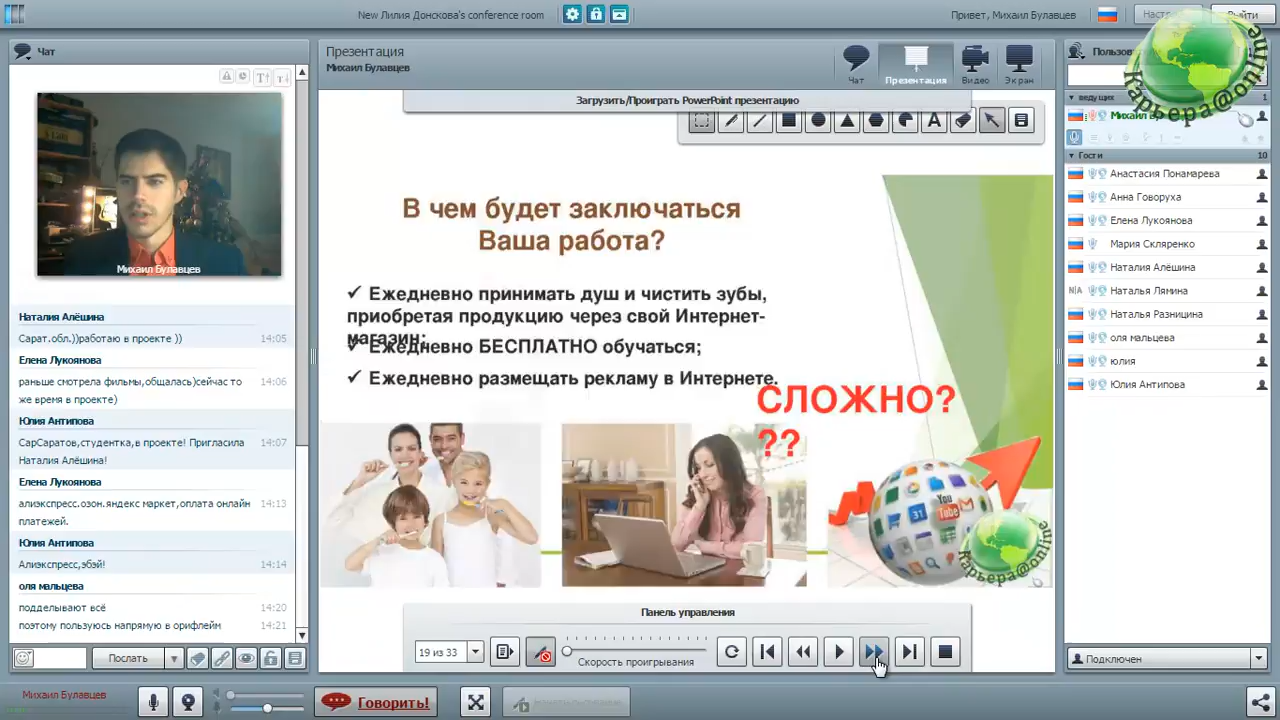 New Лилия Донскова's conference room
Привет, Михаил Булавцев
Выйти
Чат
Михаил Булавцев
Наталия Алёшина
Сарат.обл.))работаю в проекте )) 14:05
Елена Лукоянова
раньше смотрела фильмы,общалась)сейчас то 14:06
же время в проекте)
Юлия Антипова
СарСаратов,студентка,в проекте! Пригласила 14:07
Наталия Алёшина!
Елена Лукоянова
алиэкспресс.озон.яндекс маркет,оплата онлайн 14:13
платежей.
Юлия Антипова
Алиэкспресс,эбэй! 14:14
оля мальцева
подделывают всё 14:20
поэтому пользуюсь напрямую в орифлейм 14:21
Послать
Презентация
Михаил Булавцев
Чат
Презентация
Видео
Экран
Загрузить/Проиграть PowerPoint презентацию
A
В чем будет заключаться
Ваша работа?
✓ Ежедневно принимать душ и чистить зубы,
приобретая продукцию через свой Интернет-
магазин;
✓ Ежедневно БЕСПЛАТНО обучаться;
✓ Ежедневно размещать рекламу в Интернете.
СЛОЖНО?
??
You
Tube
31
Карьера@online
Панель управления
19 из 33
Скорость проигрывания
Карьера@online
ведущих 1
Гости 10
Анастасия Понамарева
Анна Говоруха
Елена Лукоянова
Мария Скляренко
Наталия Алёшина
N\A Наталья Лямина
Наталья Разницина
оля мальцева
юлия
Юлия Антипова
Подключен
Михаил Булавцев
Говорить!